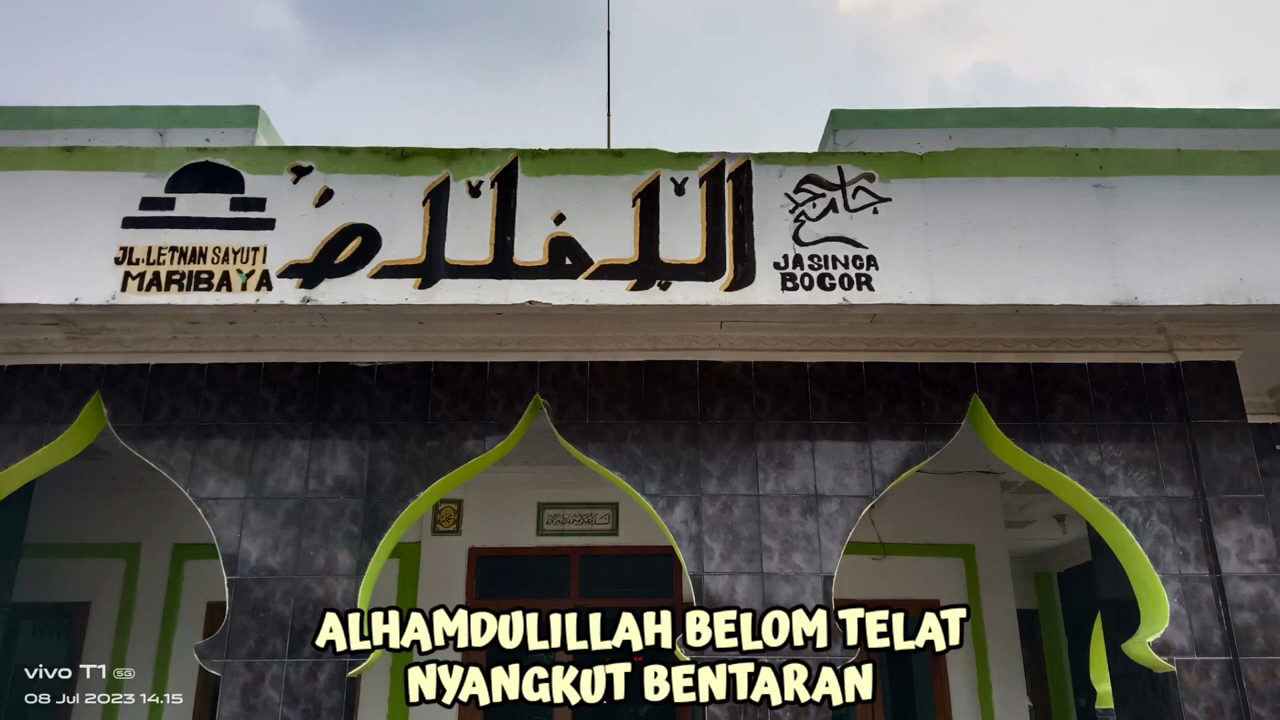 جامع
الإخلاص
JL. LETNAN SAYUTI
MARIBAYA
JASINGA
BOGOR
ALHAMDULILLAH BELOM TELAT
NYANGKUT BENTARAN
vivo T1 5G
08 Jul 2023 14.15